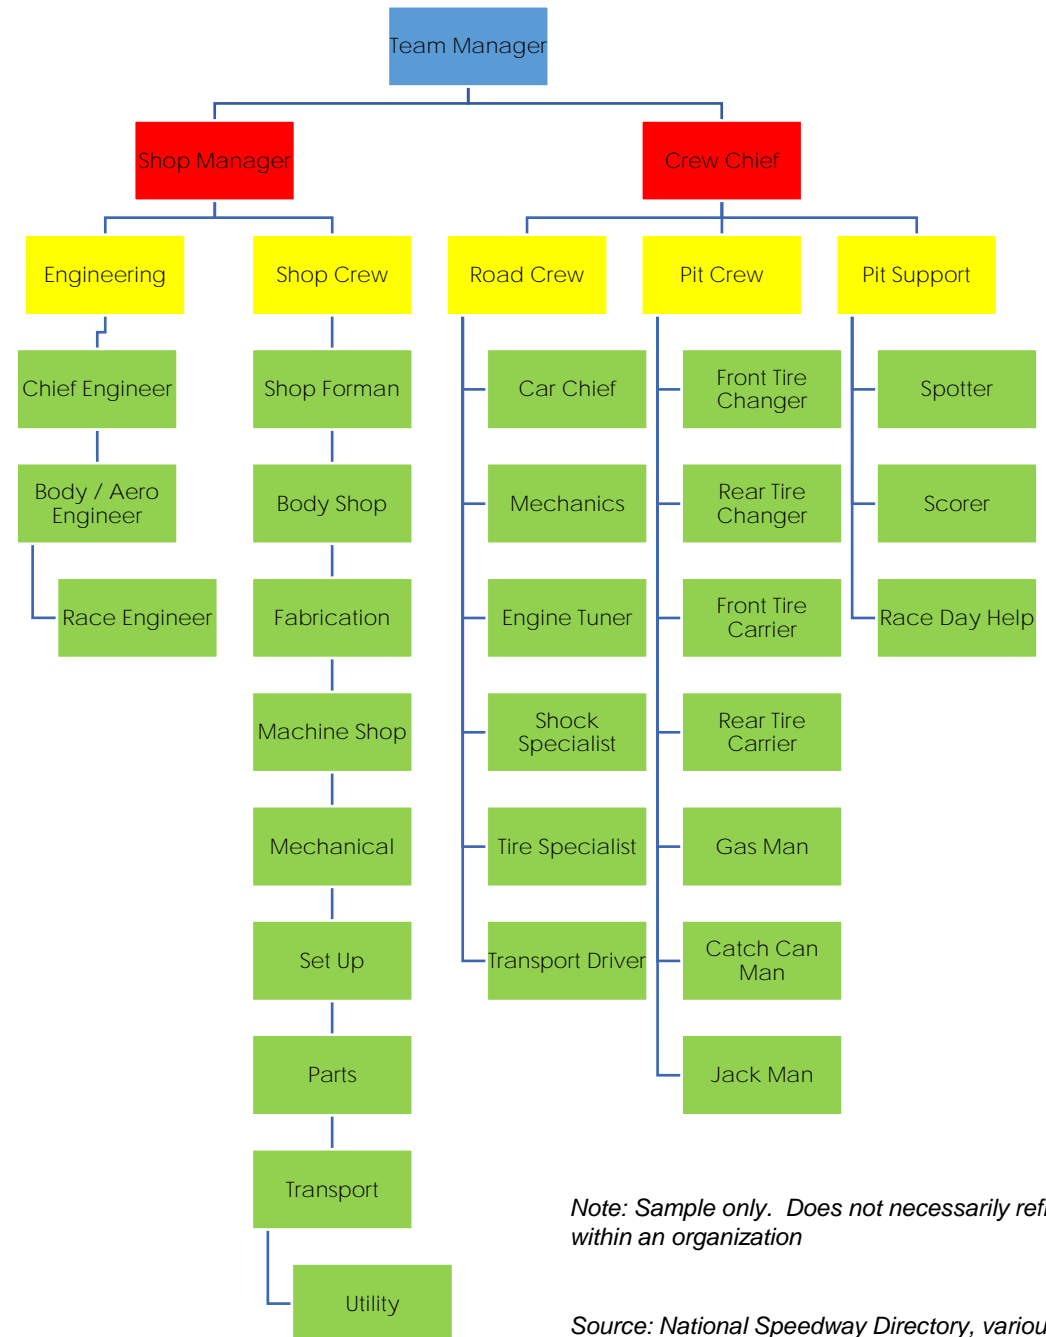 Team Manager
Shop Manager
Crew Chief
Engineering
Shop Crew
Road Crew
Pit Crew
Pit Support
Chief Engineer
Shop Forman
Car Chief
Front Tire
Changer
Spotter
Body / Aero
Engineer
Body Shop
Mechanics
Rear Tire
Changer
Scorer
Race Engineer
Fabrication
Engine Tuner
Front Tire
Carrier
Race Day Help
Machine Shop
Shock
Specialist
Rear Tire
Carrier
Mechanical
Tire Specialist
Gas Man
Set Up
Transport Driver
Catch Can
Man
Parts
Jack Man
Transport
Note: Sample only. Does not necessarily
within an organization
Utility
Source: National Speedway Directory,